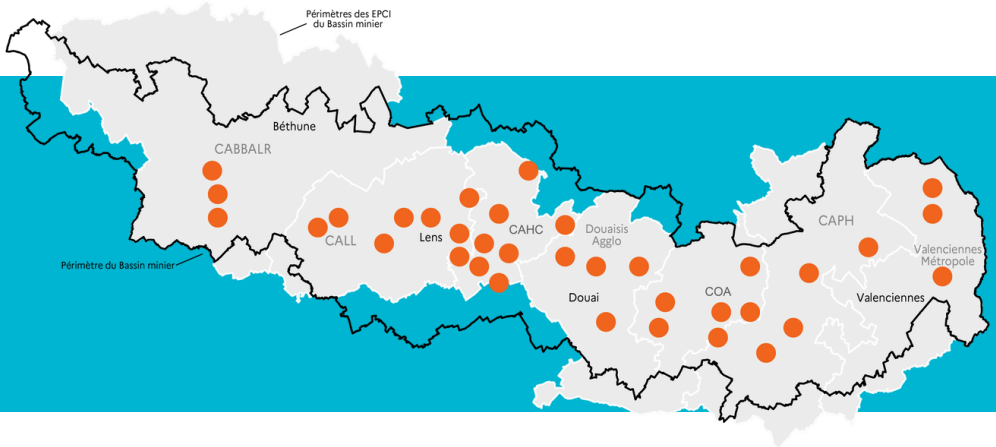 Périmètres des EPCI
du Bassin minier
Béthune
CABBALR
CALL
Lens
CAHC
Douaisis
Agglo
CAPH
Valenciennes
Métropole
Périmètre du Bassin minier
Douai
COA
Valenciennes